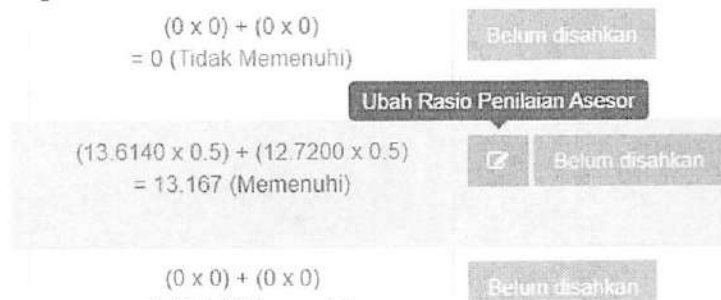 (0 x 0) + (0 x 0)
Belum disahkan
= 0 (Tidak Memenuhi)
Ubah Rasio Penilaian Asesor
(13.6140 x 0.5) + (12.7200 x 0.5)
Belum disahkan
= 13.167 (Memenuhi)
(0 x 0) + (0 x 0)
Belum disahkan